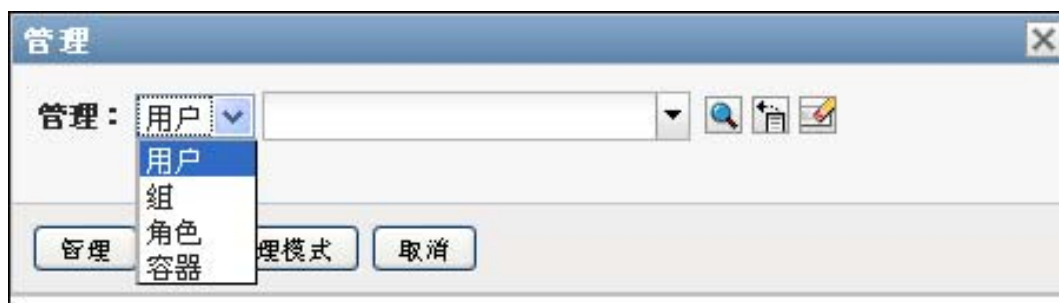 管理
管理： 用户
用户
组
角色
容器
管理 理模式 取消